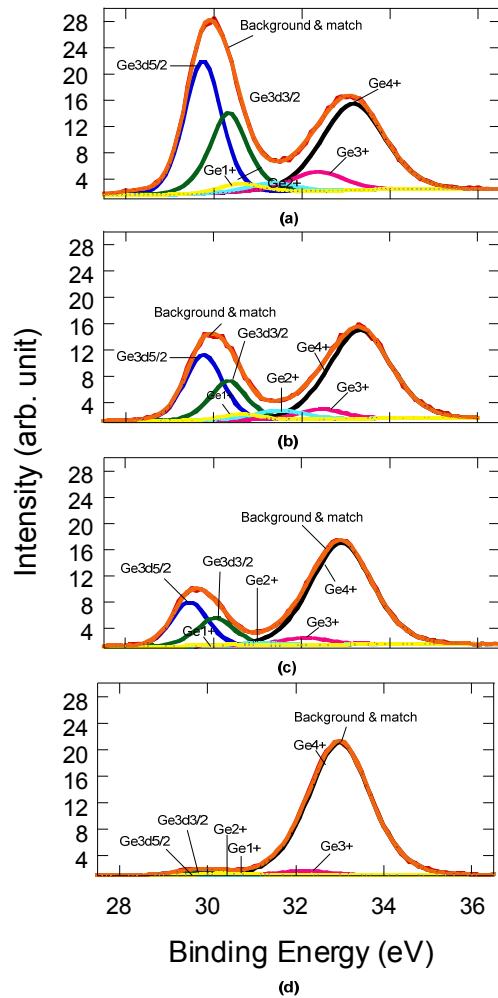 28
24
20
16
12
8
4
Background & match
Ge3d5/2
Ge3d3/2
Ge4+
Ge3+
Ge1+
Ge2+
(a)
28
24
20
16
12
8
4
Background & match
Ge3d5/2
Ge3d3/2
Ge4+
Ge2+
Ge1+
Ge3+
(b)
28
24
20
16
12
8
4
Background & match
Ge3d3/2
Ge3d5/2
Ge2+
Ge4+
Ge1+
Ge3+
(c)
28
24
20
16
12
8
4
Background & match
Ge4+
Ge3d3/2
Ge3d5/2
Ge2+
Ge1+
Ge3+
28 30 32 34 36
Intensity (arb. unit)
Binding Energy (eV)
(d)